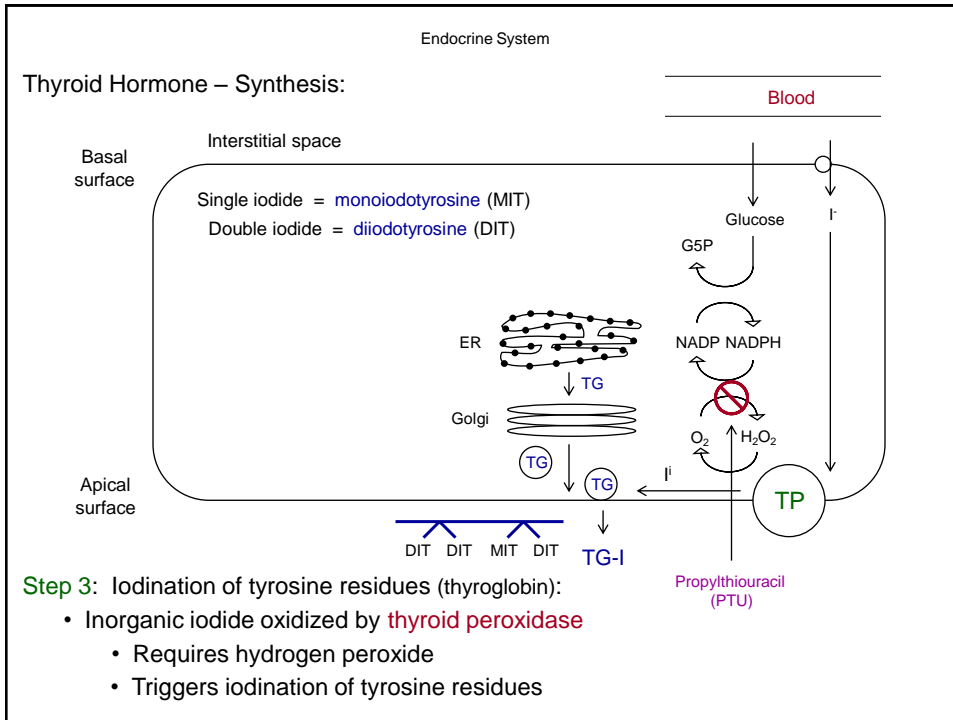 Endocrine System
Thyroid Hormone – Synthesis:
Blood
Interstitial space
Basal
surface
Single iodide = monoiodotyrosine (MIT)
Double iodide = diiodotyrosine (DIT)
Glucose
I-
G5P
ER
NADP NADPH
TG
Golgi
O2 H2O2
TG
TG
Ii
Apical
surface
TP
DIT DIT MIT DIT
TG-I
Propylthiouracil
(PTU)
Step 3: Iodination of tyrosine residues (thyroglobin):
• Inorganic iodide oxidized by thyroid peroxidase
• Requires hydrogen peroxide
• Triggers iodination of tyrosine residues